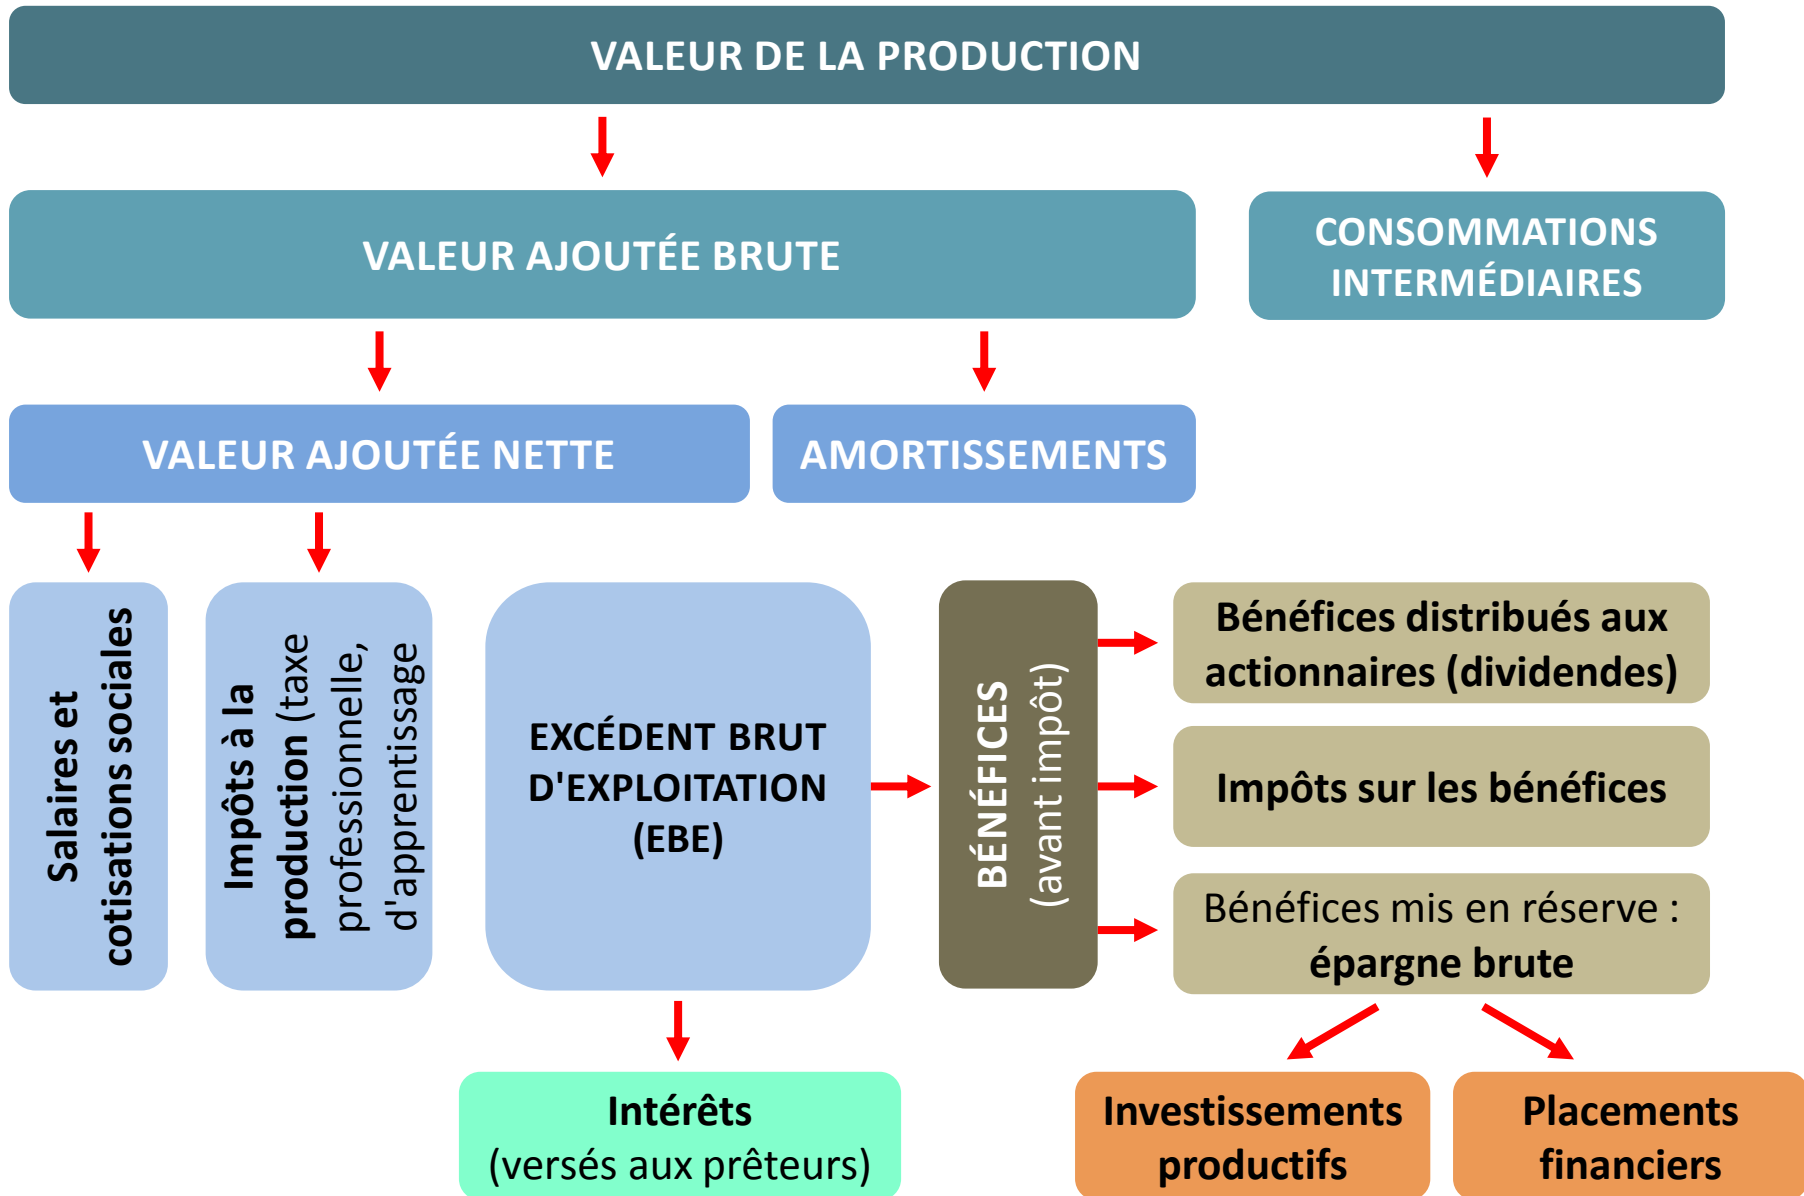 VALEUR DE LA PRODUCTION
VALEUR AJOUTÉE BRUTE
CONSOMMATIONS
INTERMÉDIAIRES
VALEUR AJOUTÉE NETTE
AMORTISSEMENTS
Salaires et
cotisations sociales
Impôts à la
production (taxe
professionnelle,
d'apprentissage
EXCÉDENT BRUT
D'EXPLOITATION
(EBE)
BÉNÉFICES
(avant impôt)
Bénéfices distribués aux
actionnaires (dividendes)
Impôts sur les bénéfices
Bénéfices mis en réserve :
épargne brute
Intérêts
(versés aux prêteurs)
Investissements
productifs
Placements
financiers